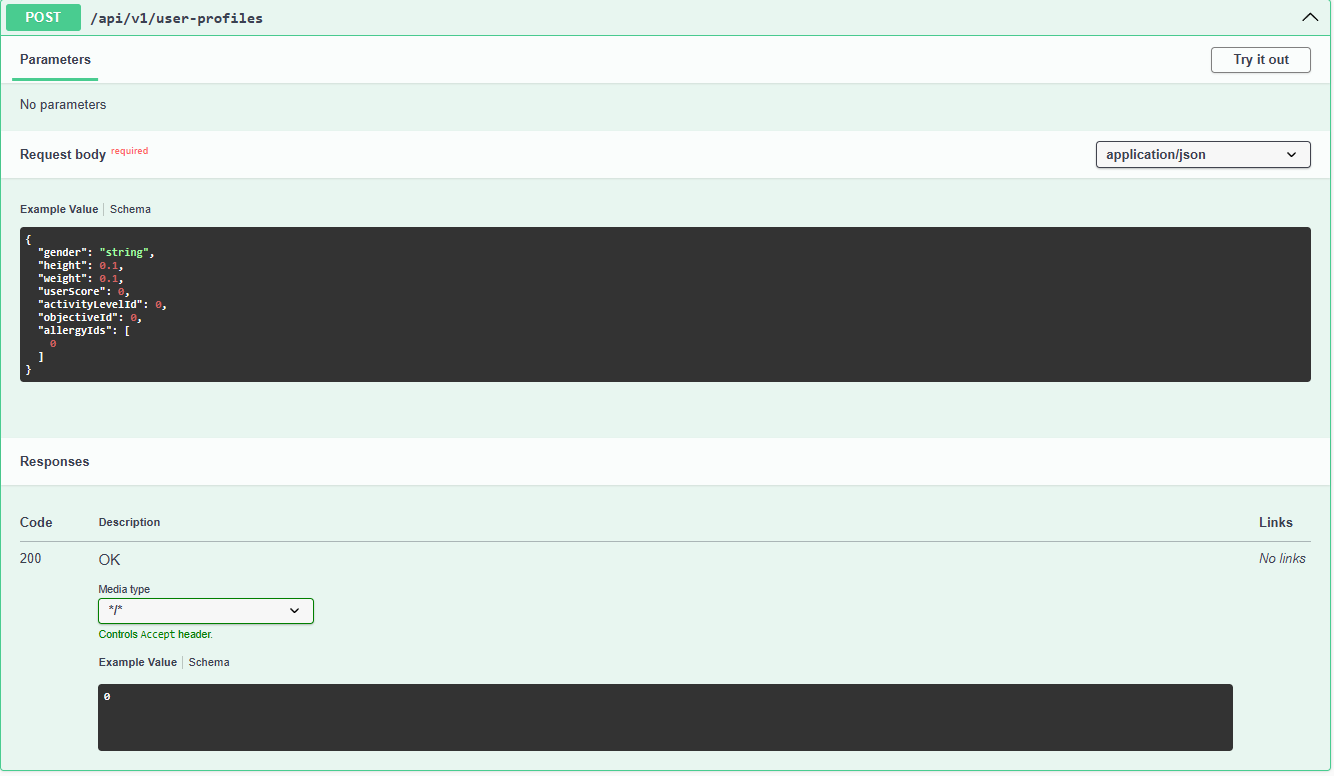 POST /api/v1/user-profiles
Parameters
Try it out
No parameters
Request body required
application/json
Example Value | Schema
{
  "gender": "string",
  "height": 0.1,
  "weight": 0.1,
  "userScore": 0,
  "activityLevelId": 0,
  "objectiveId": 0,
  "allergyIds": [
    0
  ]
}
Responses
Code Description Links
200 OK No links
Media type
*/*
Controls Accept header.
Example Value | Schema
0